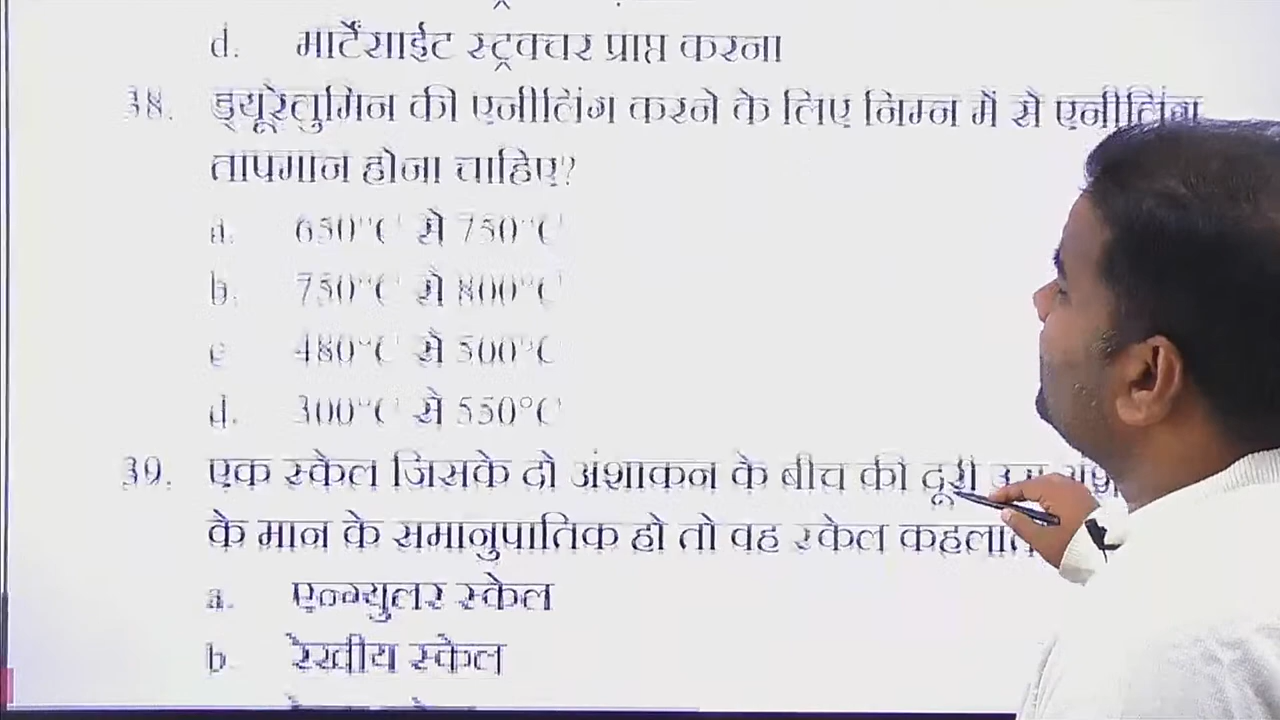 d. मार्टेंसाईट स्ट्रक्चर प्राप्त करना
38. ड्यूरेलुमिन की एनीलिंग करने के लिए निम्न में से एनीलिंग
तापमान होना चाहिए?
a. 650°C से 750°C
b. 750°C से 800°C
c 480°C से 500°C
d. 300°C से 550°C
39. एक स्केल जिसके दो अंशाकन के बीच की दूरी
के मान के समानुपातिक हो तो वह स्केल
a. एन्ग्युलर स्केल
b रेखीय स्केल